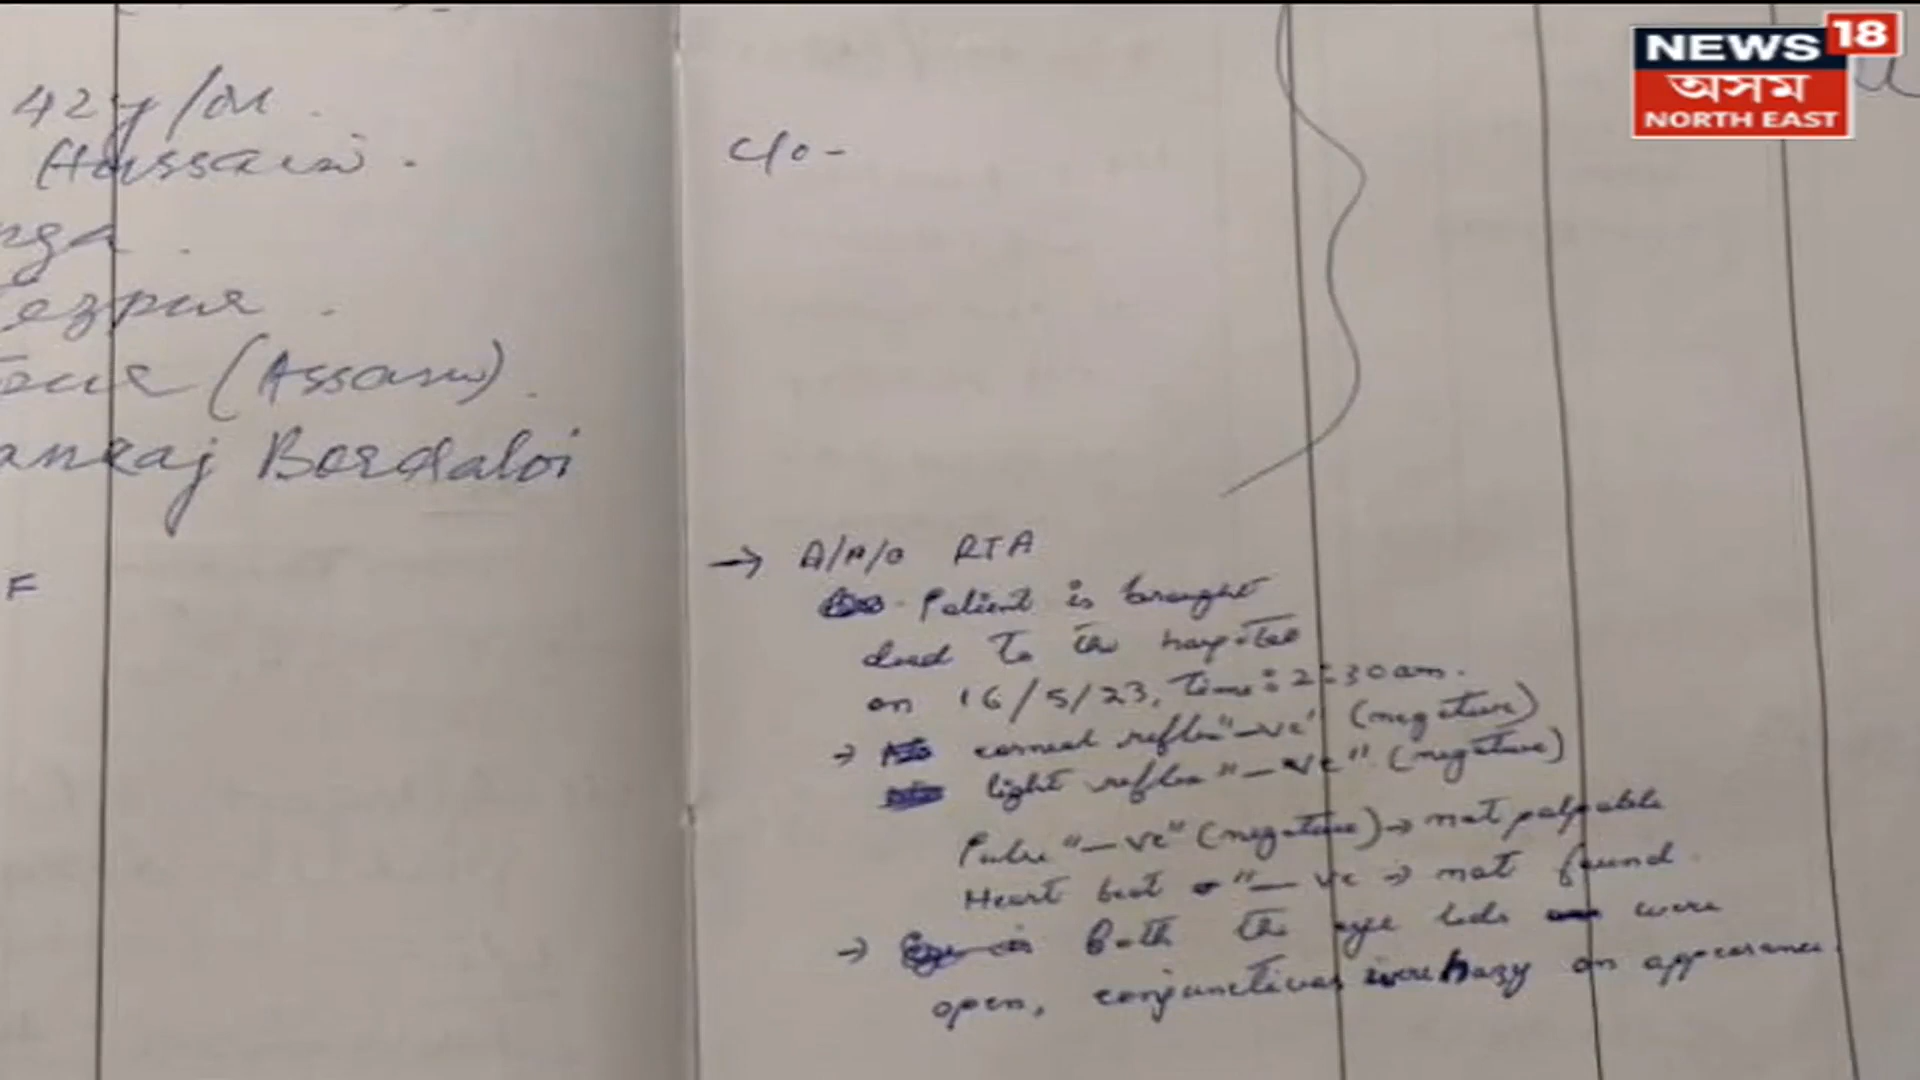 42y/M.
Hussain.
nga.
ezpur.
(Assam).
ankaj Bordaloi
F
c/o-
→ A/H/O RTA
- Patient is brought
dead to the hospital
on 16/5/23, Time: 2:30am.
→ corneal reflex "-ve" (negative)
light reflex "-ve" (negative)
Pulse "-ve" (negative) → not palpable
Heart beat "- ve → not found.
→ Both the eye lids were
open, conjunctivas were hazy on appearance.
NEWS 18
অসম
NORTH EAST